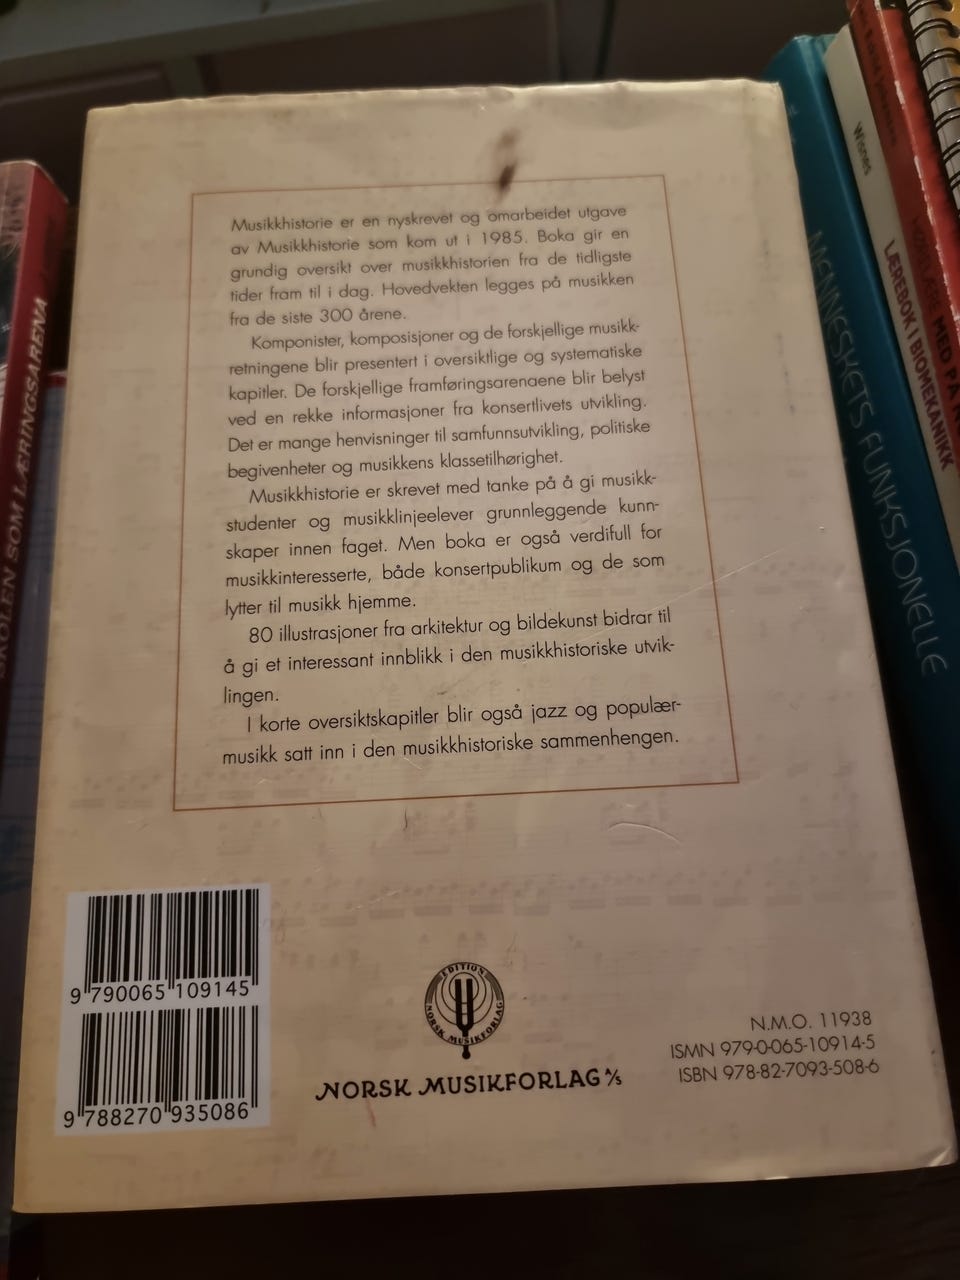 Musikkhistorie er en nyskrevet og omarbeidet utgave
av Musikkhistorie som kom ut i 1985. Boka gir en
grundig oversikt over musikkhistorien fra de tidligste
tider fram til i dag. Hovedvekten legges på musikken
fra de siste 300 årene.
Komponister, komposisjoner og de forskjellige musikk-
retningene blir presentert i oversiktlige og systematiske
kapitler. De forskjellige framføringsarenaene blir belyst
ved en rekke informasjoner fra konsertlivets utvikling.
Det er mange henvisninger til samfunnsutvikling, politiske
begivenheter og musikkens klassetilhørighet.
Musikkhistorie er skrevet med tanke på å gi musikk-
studenter og musikklinjeelever grunnleggende kunn-
skaper innen faget. Men boka er også verdifull for
musikkinteresserte, både konsertpublikum og de som
lytter til musikk hjemme.
80 illustrasjoner fra arkitektur og bildekunst bidrar til
å gi et interessant innblikk i den musikkhistoriske utvik-
lingen.
I korte oversiktskapitler blir også jazz og populær-
musikk satt inn i den musikkhistoriske sammenhengen.
9 790065 109145
9 788270 935086
EDITION
NORSK MUSIKFORLAG
NORSK MUSIKFORLAG A/S
N.M.O. 11938
ISMN 979-0-065-10914-5
ISBN 978-82-7093-508-6
SKOLEN SOM LÆRINGSARENA
MENNESKETS FUNKSJONELLE
Wisnes
LÆREBOK I BIOMEKANIKK
MED PÅ